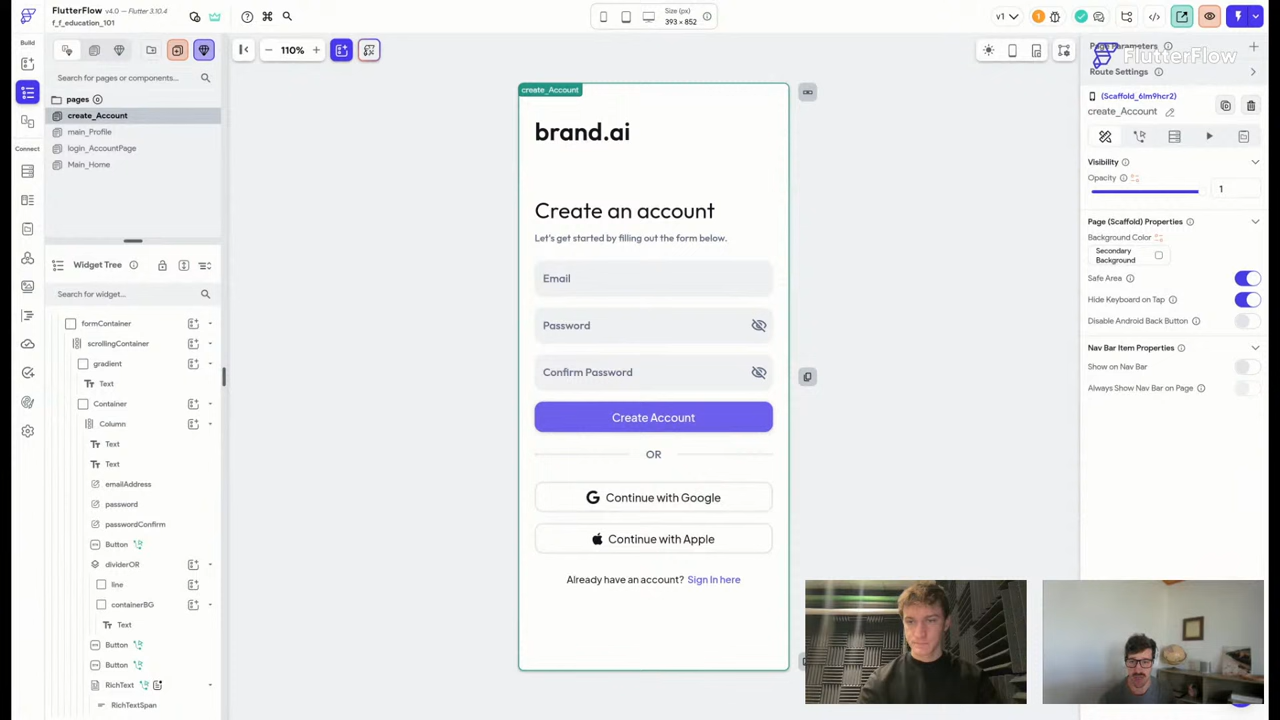 FlutterFlow v4.0 Flutter 3.10.4
f_f_education_101
Size (px)
393 × 852
v1
1
Build
Connect
110%
Search for pages or components...
pages
create_Account
main_Profile
login_AccountPage
Main_Home
Widget Tree
Search for widget...
formContainer
scrollingContainer
gradient
Text
Container
Column
Text
Text
emailAddress
password
passwordConfirm
Button
dividerOR
line
containerBG
Text
Button
Button
RichText
RichTextSpan
create_Account
brand.ai
Create an account
Let's get started by filling out the form below.
Email
Password
Confirm Password
Create Account
OR
Continue with Google
Continue with Apple
Already have an account? Sign In here
Page Parameters
FlutterFlow
Route Settings
(Scaffold_6lm9hcr2)
create_Account
Visibility
Opacity
1
Page (Scaffold) Properties
Background Color
Secondary
Background
Safe Area
Hide Keyboard on Tap
Disable Android Back Button
Nav Bar Item Properties
Show on Nav Bar
Always Show Nav Bar on Page